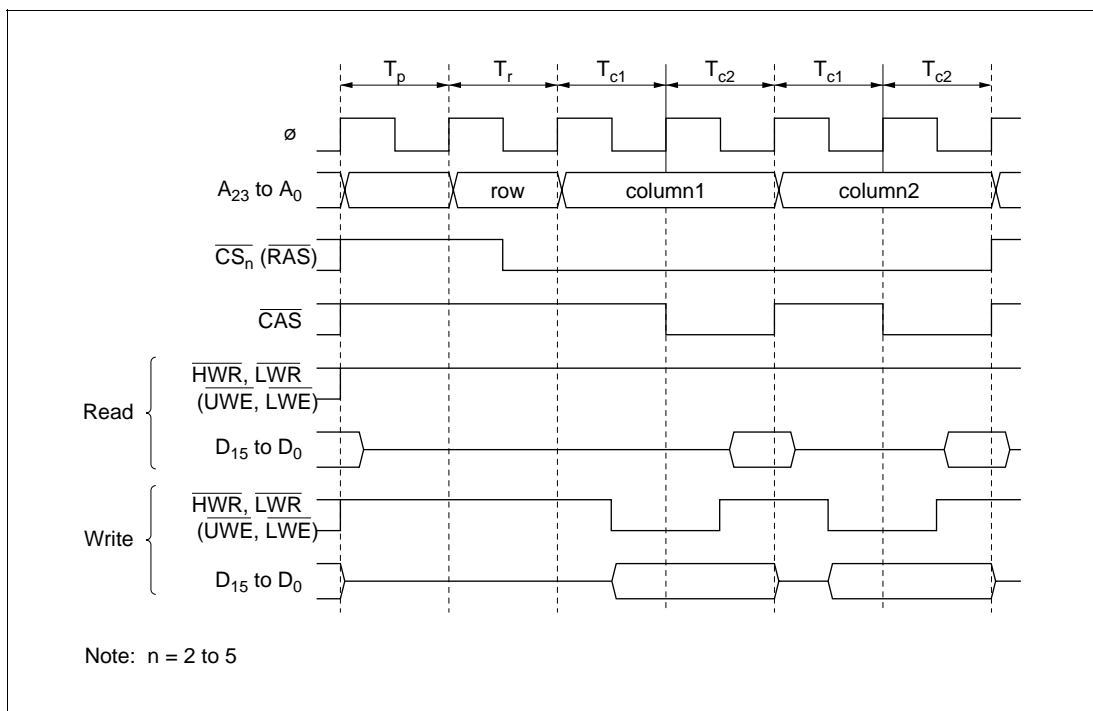 Tp Tr Tc1 Tc2 Tc1 Tc2
ø
A23 to A0 row column1 column2
CSn (RAS)
CAS
Read
HWR, LWR
(UWE, LWE)
D15 to D0
Write
HWR, LWR
(UWE, LWE)
D15 to D0
Note: n = 2 to 5